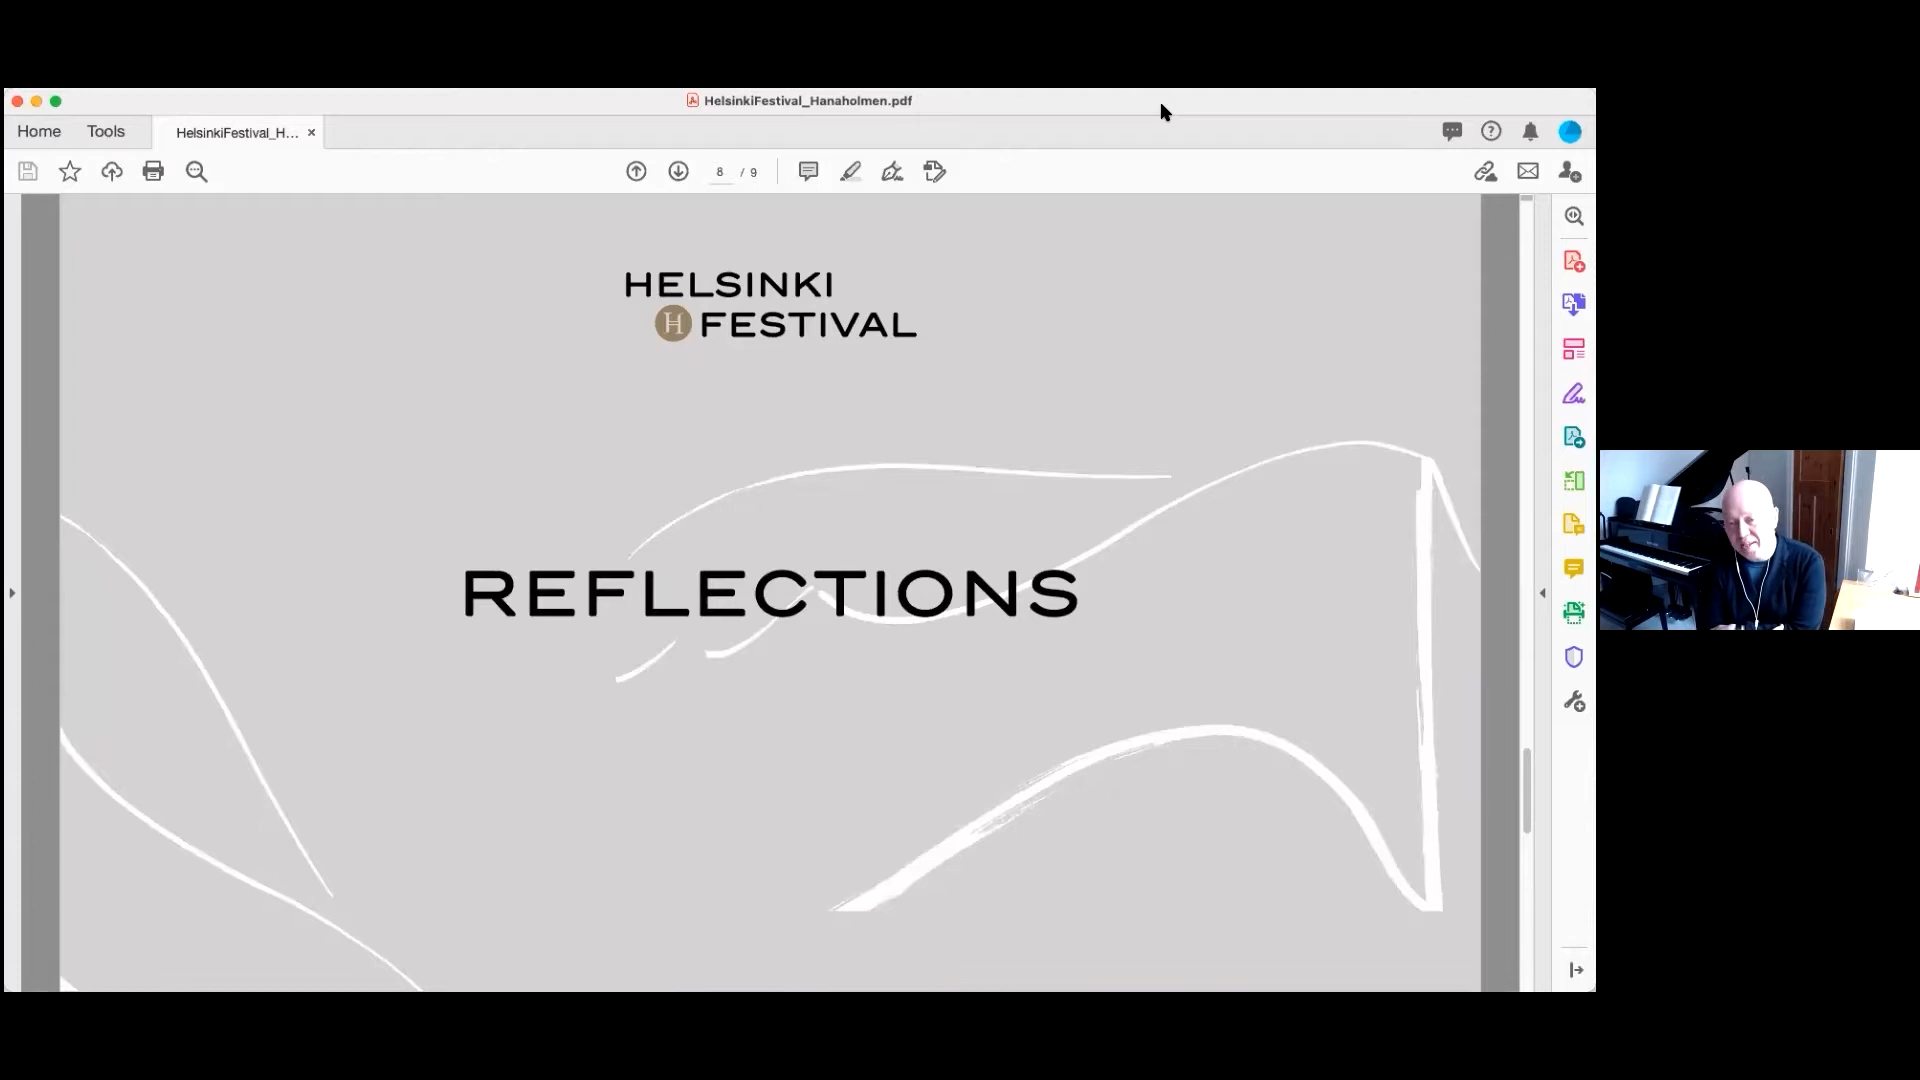 HelsinkiFestival_Hanaholmen.pdf
Home Tools HelsinkiFestival_H... ×
8 / 9
HELSINKI
H FESTIVAL
REFLECTIONS